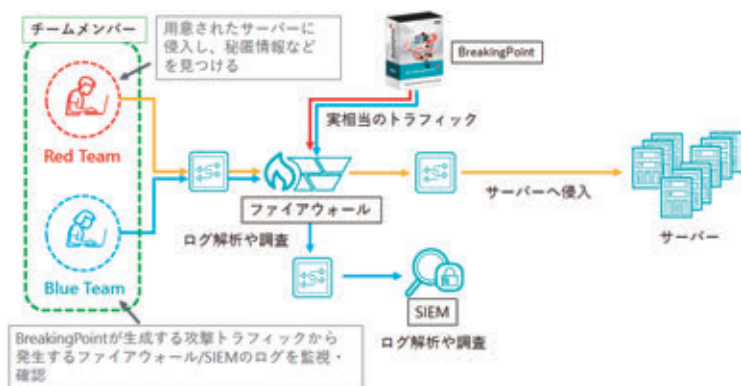 チームメンバー
用意されたサーバーに
侵入し、秘匿情報など
を見つける
BreakingPoint
実相当のトラフィック
Red Team
ファイアウォール
サーバーへ侵入
サーバー
ログ解析や調査
Blue Team
SIEM
ログ解析や調査
BreakingPointが生成する攻撃トラフィックから
発生するファイアウォール/SIEMのログを監視・
確認